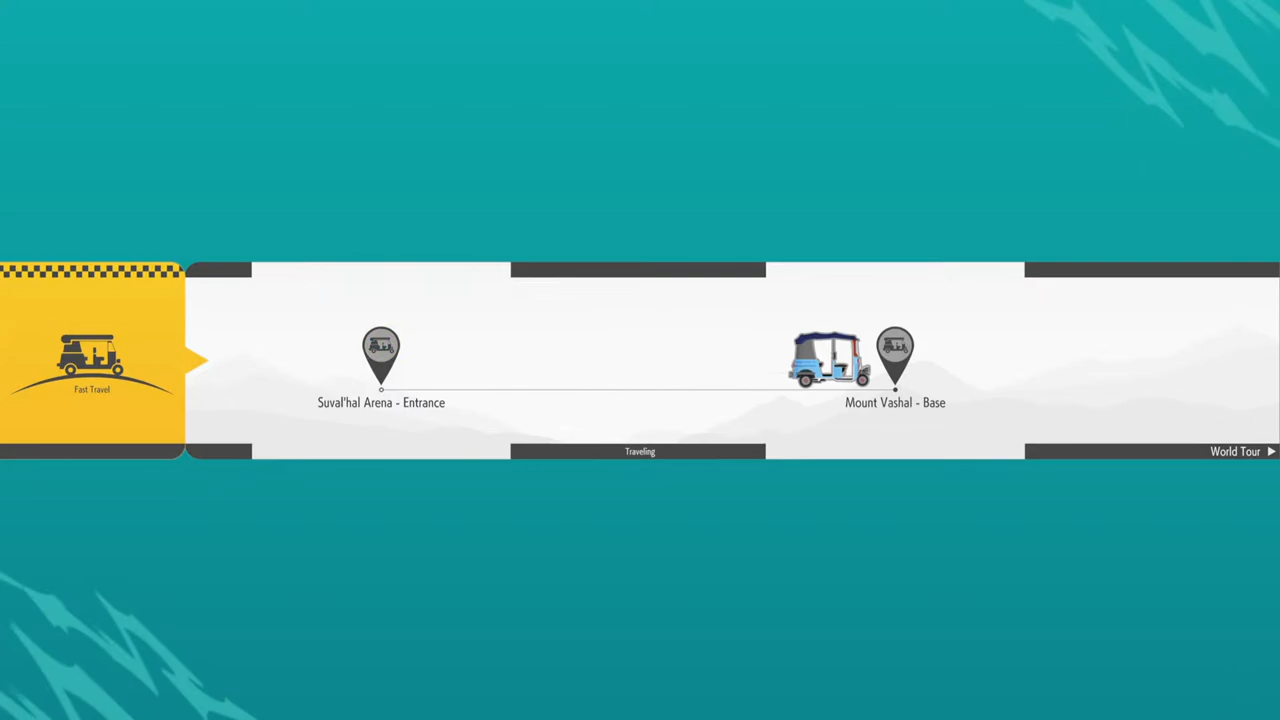 Fast Travel
Suval'hal Arena - Entrance
Mount Vashal - Base
Traveling
World Tour